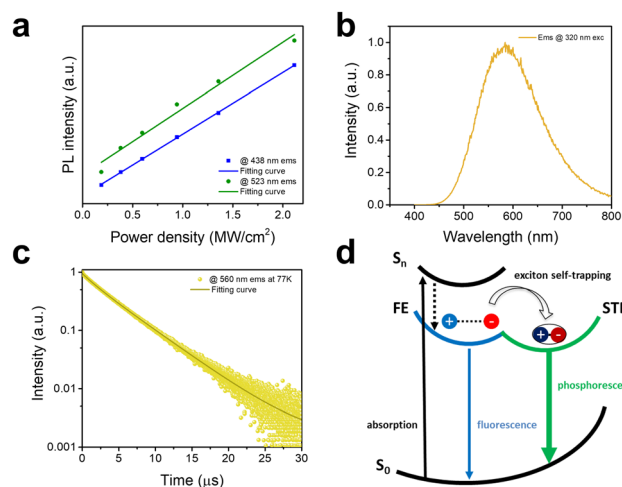 a
PL intensity (a.u.)
@ 438 nm ems
Fitting curve
@ 523 nm ems
Fitting curve
0.0 0.5 1.0 1.5 2.0
Power density (MW/cm²)
b
Ems @ 320 nm exc
Intensity (a.u.)
1.0
0.8
0.6
0.4
0.2
0.0
400 500 600 700 800
Wavelength (nm)
c
@ 560 nm ems at 77K
Fitting curve
Intensity (a.u.)
1
0.1
0.01
0.001
0 5 10 15 20 25 30
Time (μs)
d
Sn
exciton self-trapping
FE
STE
+ -
+ -
absorption
fluorescence
phosphoresce
S0